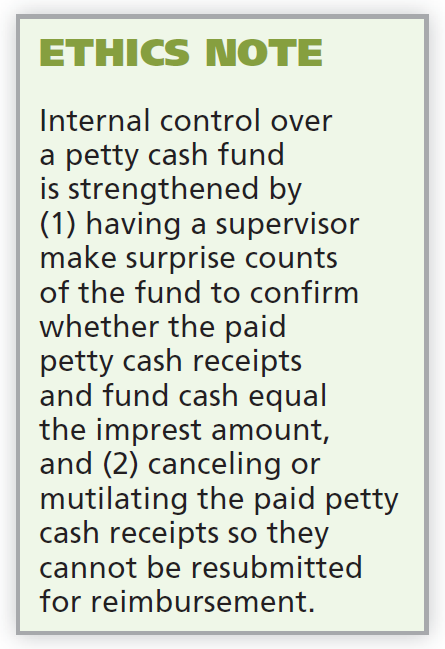 ETHICS NOTE
Internal control over
a petty cash fund
is strengthened by
(1) having a supervisor
make surprise counts
of the fund to confirm
whether the paid
petty cash receipts
and fund cash equal
the imprest amount,
and (2) canceling or
mutilating the paid petty
cash receipts so they
cannot be resubmitted
for reimbursement.